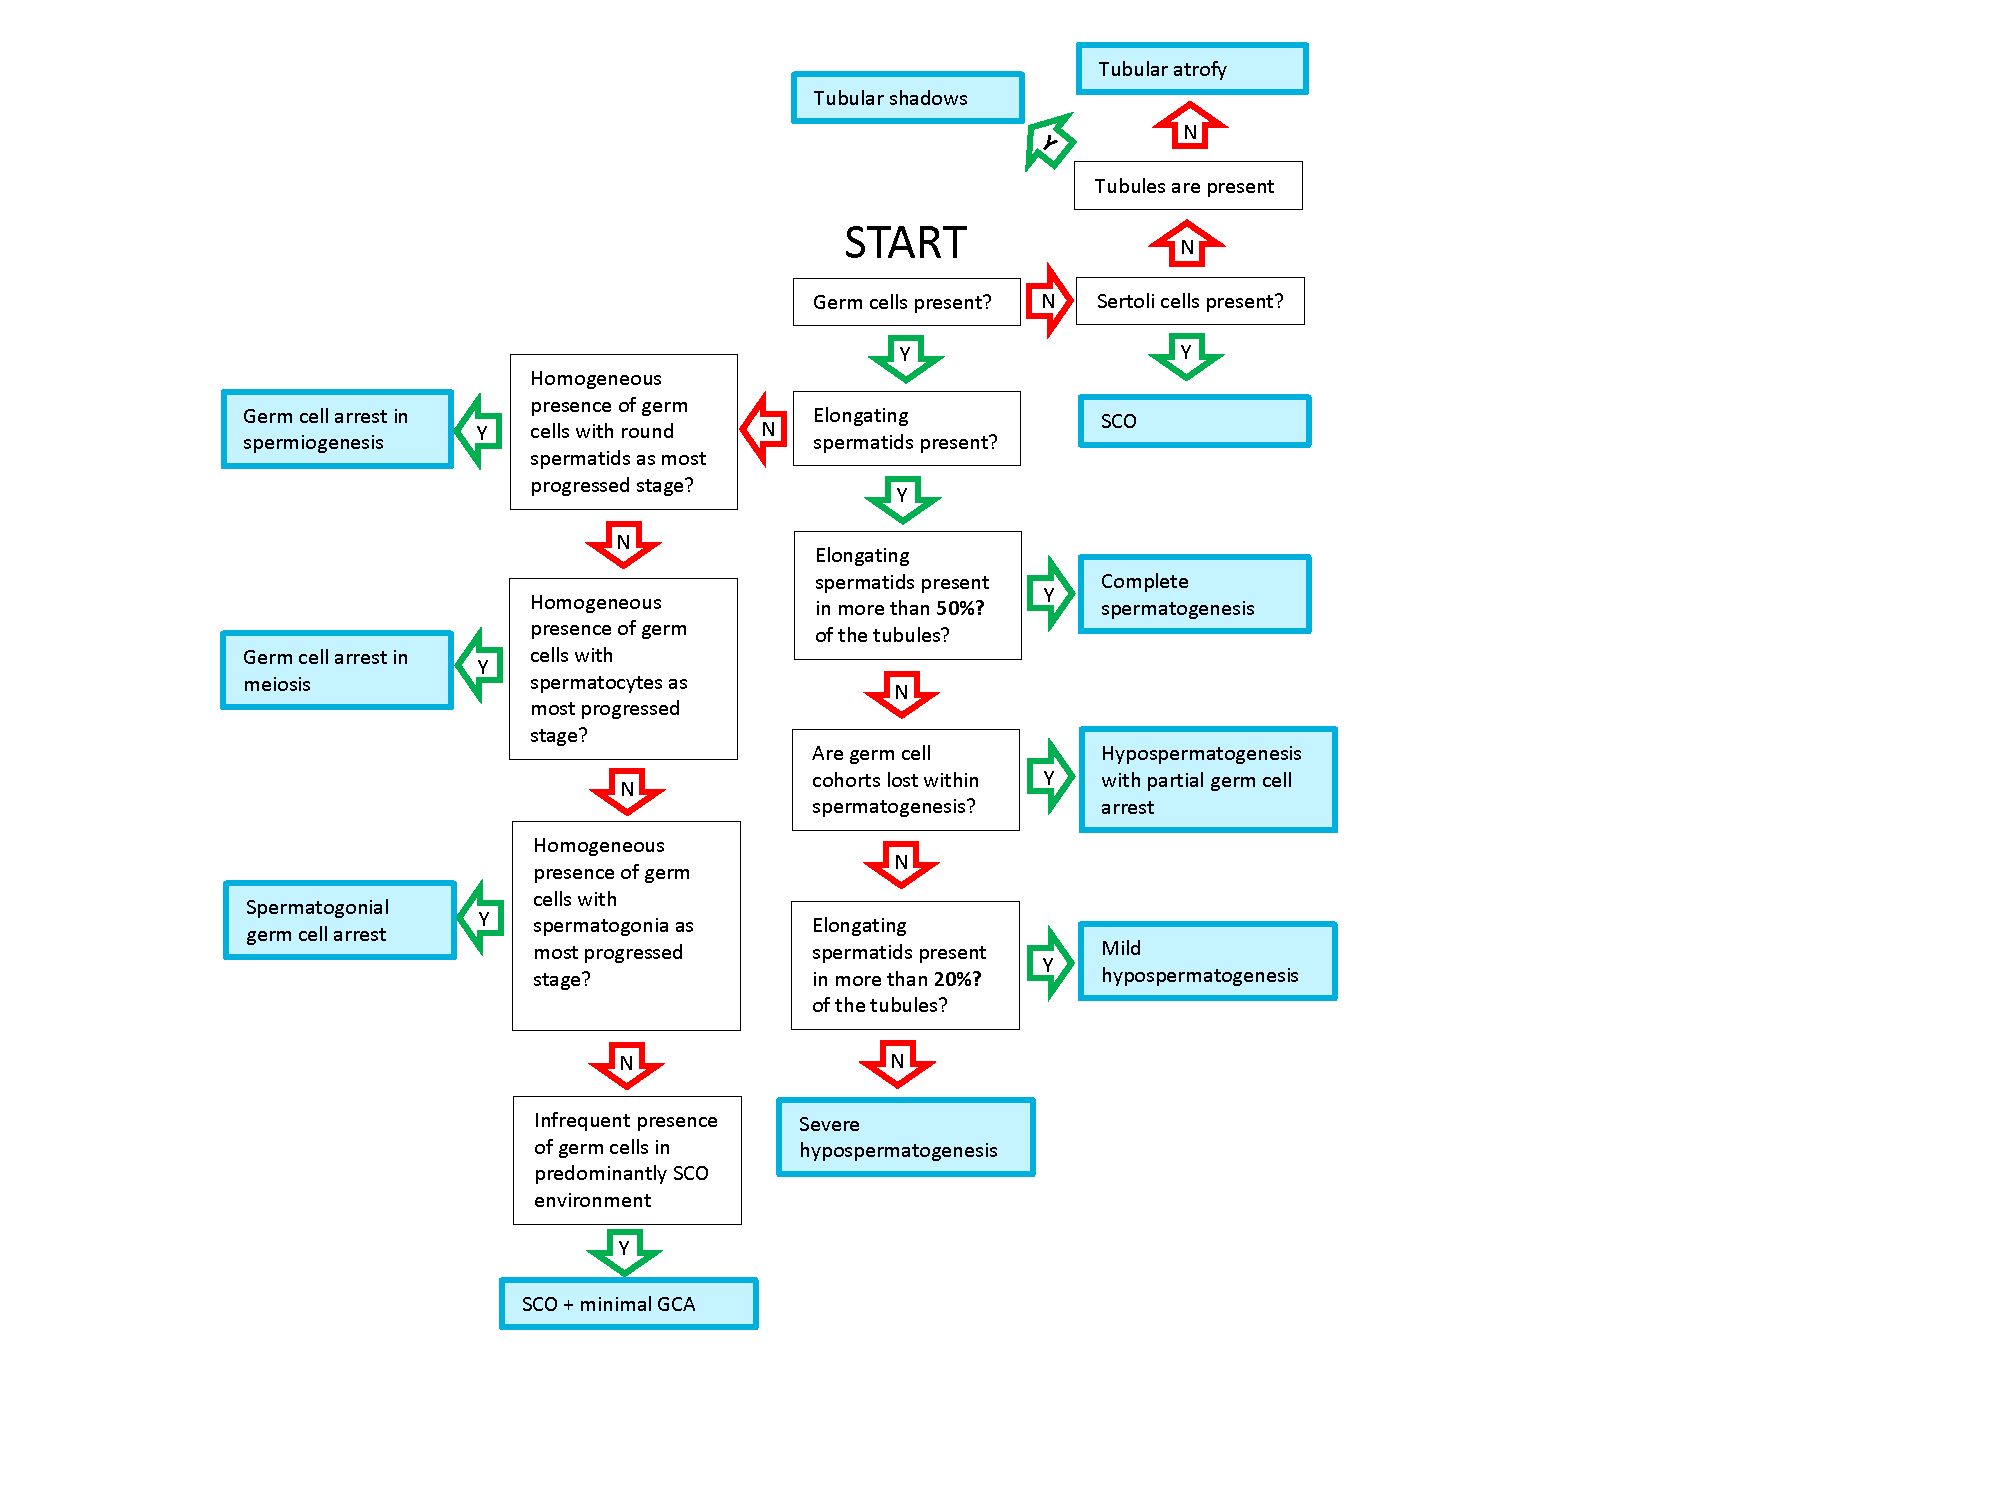 Tubular atrofy
Tubular shadows
Y
N
Tubules are present
START
N
Germ cells present?
N
Sertoli cells present?
Y
Y
Homogeneous
presence of germ
cells with round
spermatids as most
progressed stage?
Germ cell arrest in
spermiogenesis
Y
N
Elongating
spermatids present?
SCO
Y
N
Elongating
spermatids present
in more than 50%?
of the tubules?
Y
Complete
spermatogenesis
Homogeneous
presence of germ
cells with
spermatocytes as
most progressed
stage?
Germ cell arrest in
meiosis
Y
N
Are germ cell
cohorts lost within
spermatogenesis?
Y
Hypospermatogenesis
with partial germ cell
arrest
N
N
Homogeneous
presence of germ
cells with
spermatogonia as
most progressed
stage?
Spermatogonial
germ cell arrest
Y
Elongating
spermatids present
in more than 20%?
of the tubules?
Y
Mild
hypospermatogenesis
N
N
Infrequent presence
of germ cells in
predominantly SCO
environment
Severe
hypospermatogenesis
Y
SCO + minimal GCA